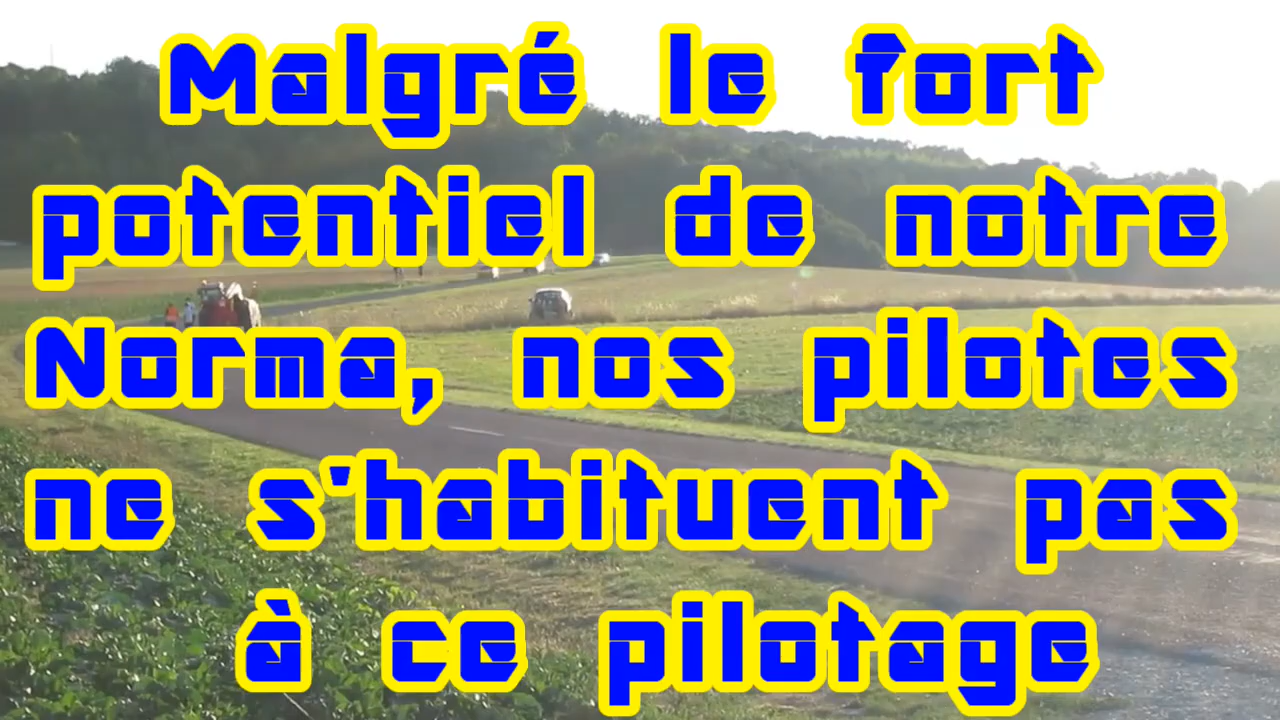 Malgré le fort
potentiel de notre
Norma, nos pilotes
ne s'habituent pas
à ce pilotage